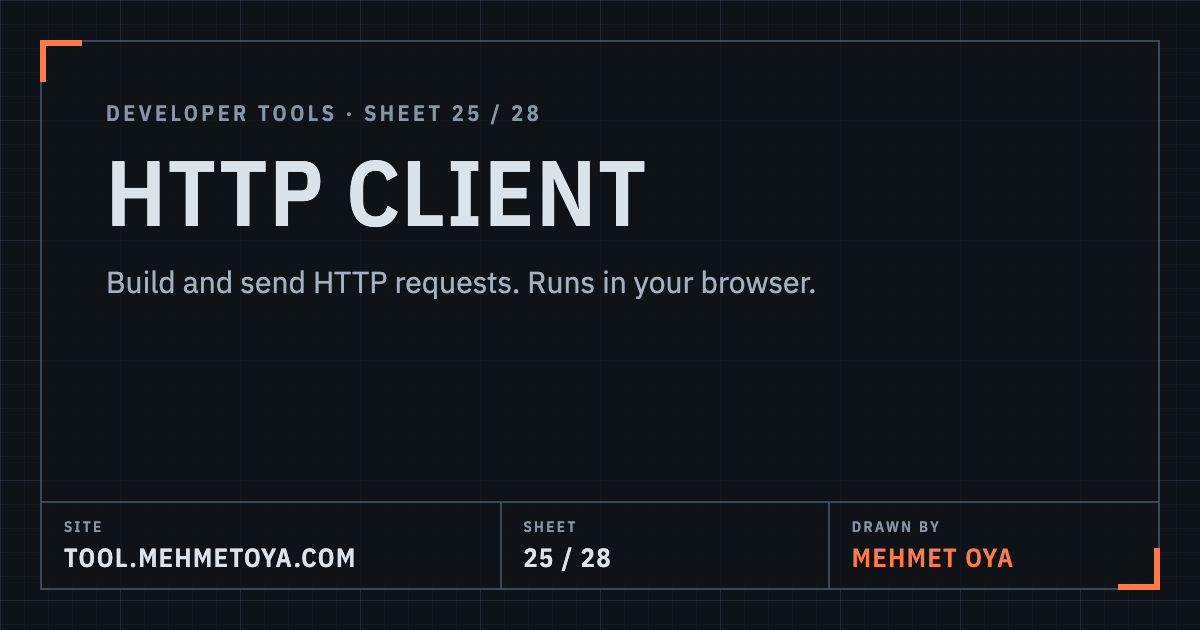 DEVELOPER TOOLS · SHEET 25 / 28
HTTP CLIENT
Build and send HTTP requests. Runs in your browser.
SITE
TOOL.MEHMETOYA.COM
SHEET
25 / 28
DRAWN BY
MEHMET OYA